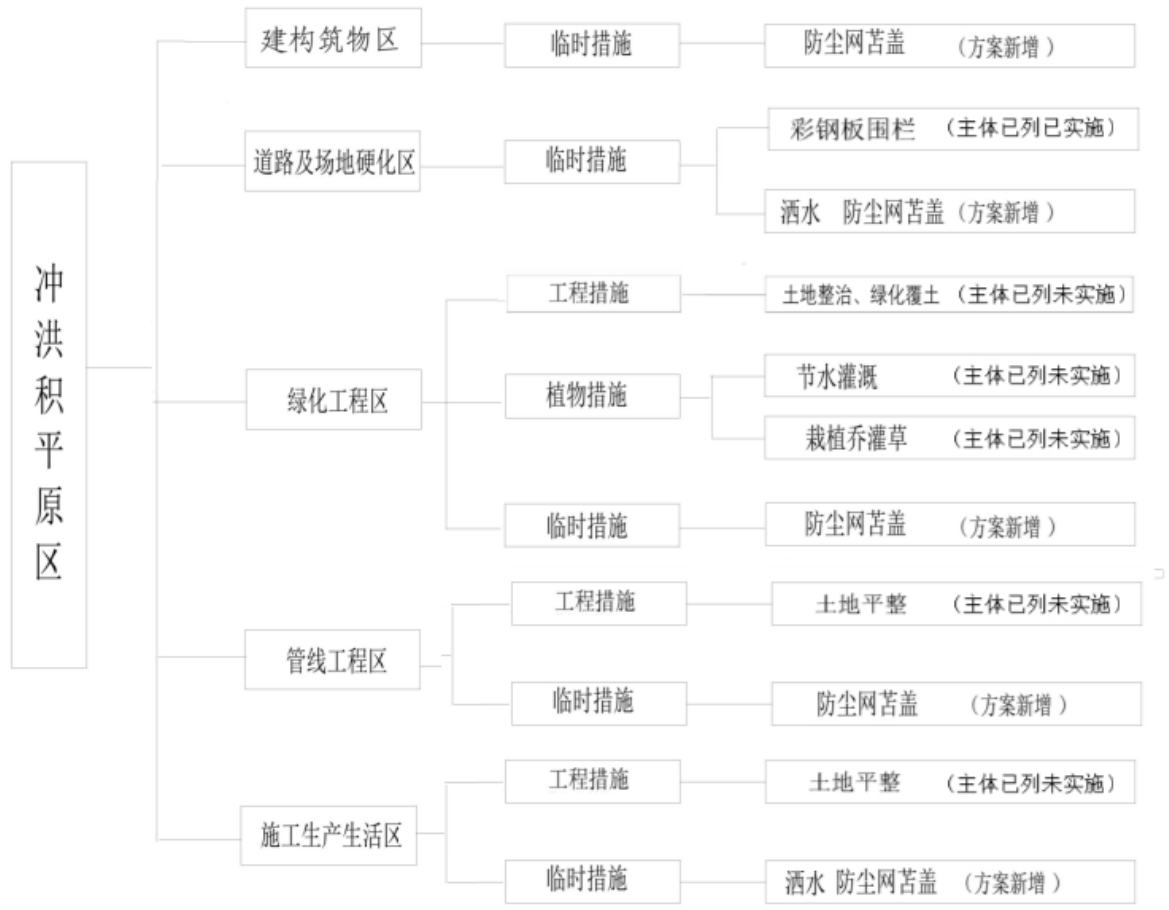 冲洪积平原区
建构筑物区
临时措施
防尘网苫盖 (方案新增)
道路及场地硬化区
临时措施
彩钢板围栏 (主体已列已实施)
洒水 防尘网苫盖 (方案新增)
绿化工程区
工程措施
土地整治、绿化覆土 (主体已列未实施)
植物措施
节水灌溉 (主体已列未实施)
栽植乔灌草 (主体已列未实施)
临时措施
防尘网苫盖 (方案新增)
管线工程区
工程措施
土地平整 (主体已列未实施)
临时措施
防尘网苫盖 (方案新增)
施工生产生活区
工程措施
土地平整 (主体已列未实施)
临时措施
洒水 防尘网苫盖 (方案新增)